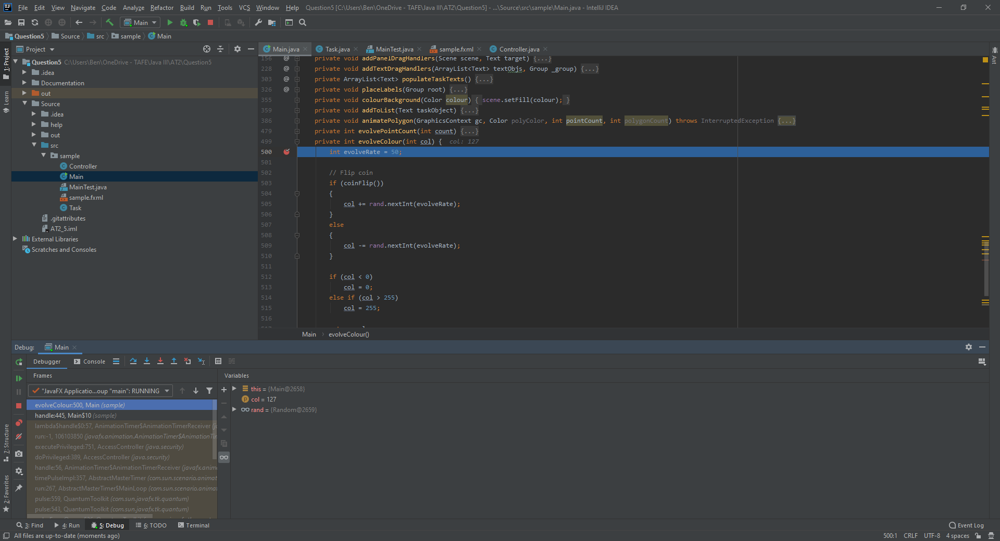 File Edit View Navigate Code Analyze Refactor Build Run Tools VCS Window Help Question5 [C:\Users\Ben\OneDrive - TAFE\Java III\AT2\Question5] - ...\Source\src\sample\Main.java - IntelliJ IDEA
Main
Question5 Source src sample Main
Project
Main.java Task.java MainTest.java sample.fxml Controller.java
1: Project
Learn
7: Structure
2: Favorites
Ant
Question5 C:\Users\Ben\OneDrive - TAFE\Java III\AT2\Question5
.idea
Documentation
out
Source
.idea
help
out
src
sample
Controller
Main
MainTest.java
sample.fxml
Task
.gitattributes
AT2_5.iml
External Libraries
Scratches and Consoles
156 @ private void addPanelDragHandlers(Scene scene, Text target) {...}
228 @ private void addTextDragHandlers(ArrayList<Text> textObjs, Group _group) {...}
303 @ private ArrayList<Text> populateTaskTexts() {...}
326 @ private void placeLabels(Group root) {...}
355 private void colourBackground(Color colour) { scene.setFill(colour); }
359 private void addToList(Text taskObject) {...}
386 private void animatePolygon(GraphicsContext gc, Color polyColor, int pointCount, int polygonCount) throws InterruptedException {...}
479 private int evolvePointCount(int count) {...}
499 private int evolveColour(int col) { col: 127
500 int evolveRate = 50;
501
502 // Flip coin
503 if (coinFlip())
504 {
505 col += rand.nextInt(evolveRate);
506 }
507 else
508 {
509 col -= rand.nextInt(evolveRate);
510 }
511
512 if (col < 0)
513 col = 0;
514 else if (col > 255)
515 col = 255;
516
Main evolveColour()
Debug: Main
Debugger Console
Frames
"JavaFX Applicatio...oup "main": RUNNING
evolveColour:500, Main (sample)
handle:445, Main$10 (sample)
lambda$handle$0:57, AnimationTimer$AnimationTimerReceiver (j
run:-1, 106103850 (javafx.animation.AnimationTimer$AnimationTi
executePrivileged:751, AccessController (java.security)
doPrivileged:389, AccessController (java.security)
handle:56, AnimationTimer$AnimationTimerReceiver (javafx.anim
timePulseImpl:357, AbstractMasterTimer (com.sun.scenario.animat
run:267, AbstractMasterTimer$MainLoop (com.sun.scenario.animat
pulse:559, QuantumToolkit (com.sun.javafx.tk.quantum)
pulse:543, QuantumToolkit (com.sun.javafx.tk.quantum)
Variables
this = {Main@2658}
col = 127
rand = {Random@2659}
3: Find 4: Run 5: Debug 6: TODO Terminal Event Log
All files are up-to-date (moments ago) 500:1 CRLF UTF-8 4 spaces